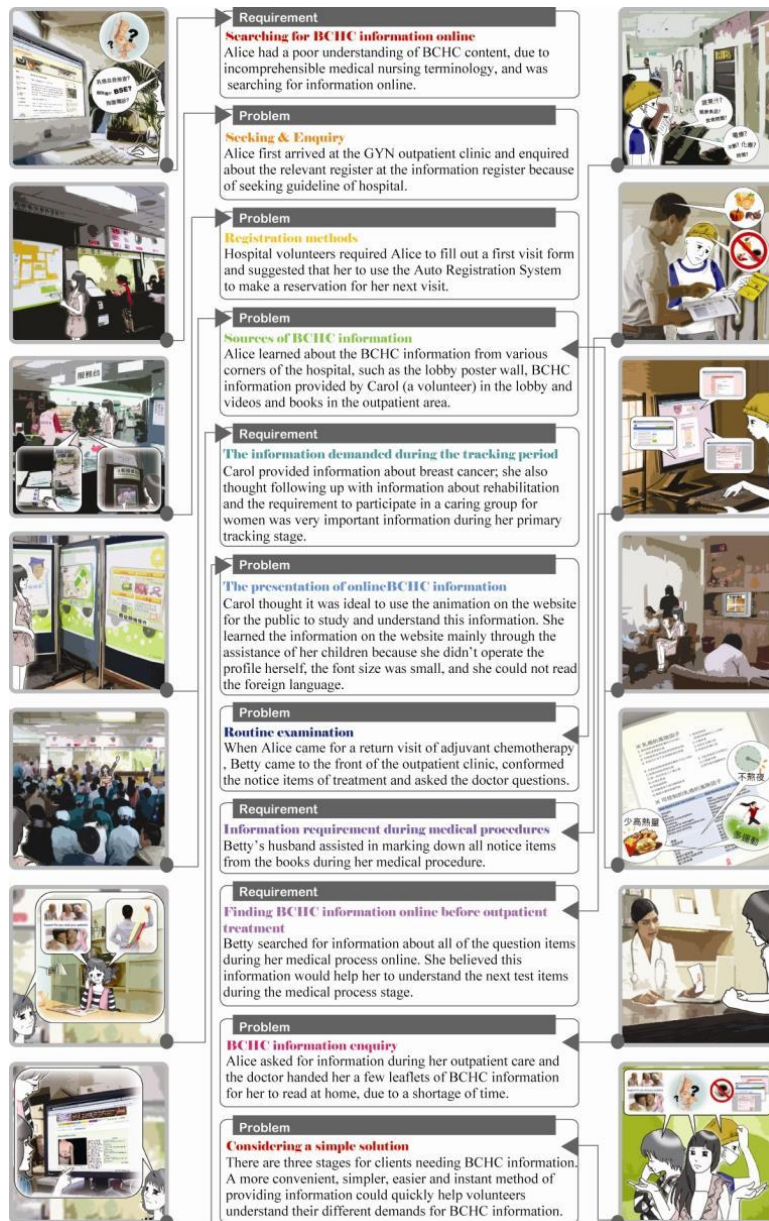 Requirement
Searching for BCHC information online
Alice had a poor understanding of BCHC content, due to
incomprehensible medical nursing terminology, and was
searching for information online.
Problem
Seeking & Enquiry
Alice first arrived at the GYN outpatient clinic and enquired
about the relevant register at the information register because
of seeking guideline of hospital.
Problem
Registration methods
Hospital volunteers required Alice to fill out a first visit form
and suggested that her to use the Auto Registration System
to make a reservation for her next visit.
Problem
Sources of BCHC information
Alice learned about the BCHC information from various
corners of the hospital, such as the lobby poster wall, BCHC
information provided by Carol (a volunteer) in the lobby and
videos and books in the outpatient area.
Requirement
The information demanded during the tracking period
Carol provided information about breast cancer; she also
thought following up with information about rehabilitation
and the requirement to participate in a caring group for
women was very important information during her primary
tracking stage.
Problem
The presentation of onlineBCHC information
Carol thought it was ideal to use the animation on the website
for the public to study and understand this information. She
learned the information on the website mainly through the
assistance of her children because she didn't operate the
profile herself, the font size was small, and she could not read
the foreign language.
Problem
Routine examination
When Alice came for a return visit of adjuvant chemotherapy
, Betty came to the front of the outpatient clinic, conformed
the notice items of treatment and asked the doctor questions.
Requirement
Information requirement during medical procedures
Betty's husband assisted in marking down all notice items
from the books during her medical procedure.
Requirement
Finding BCHC information online before outpatient
treatment
Betty searched for information about all of the question items
during her medical process online. She believed this
information would help her to understand the next test items
during the medical process stage.
Problem
BCHC information enquiry
Alice asked for information during her outpatient care and
the doctor handed her a few leaflets of BCHC information
for her to read at home, due to a shortage of time.
Problem
Considering a simple solution
There are three stages for clients needing BCHC information.
A more convenient, simpler, easier and instant method of
providing information could quickly help volunteers
understand their different demands for BCHC information.
BSE?
服務台
不熬夜
少高熱量
多運動